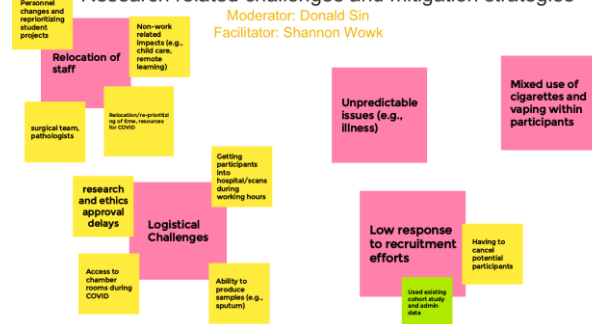 Research related challenges and mitigation strategies
Moderator: Donald Sin
Facilitator: Shannon Wowk
Personnel
changes and
reprioritizing
student
projects
Non-work
related
impacts (e.g.,
child care,
remote
learning)
Relocation of
staff
surgical team,
pathologists
Relocation/re-prioritizi
ng of time, resources
for COVID
Unpredictable
issues (e.g.,
illness)
Mixed use of
cigarettes and
vaping within
participants
Getting
participants
into
hospital/scans
during
working hours
research
and ethics
approval
delays
Logistical
Challenges
Access to
chamber
rooms during
COVID
Ability to
produce
samples (e.g.,
sputum)
Low response
to recruitment
efforts
Having to
cancel
potential
participants
Used existing
cohort study
and admin
data